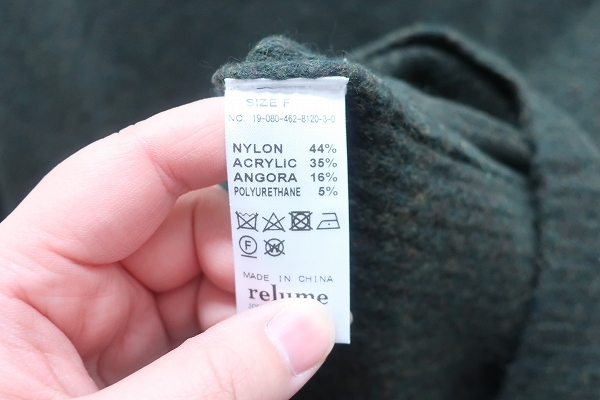 SIZE F
NO. 19-080-462-8120-3-0
NYLON 44%
ACRYLIC 35%
ANGORA 16%
POLYURETHANE 5%
F
W
MADE IN CHINA
relume